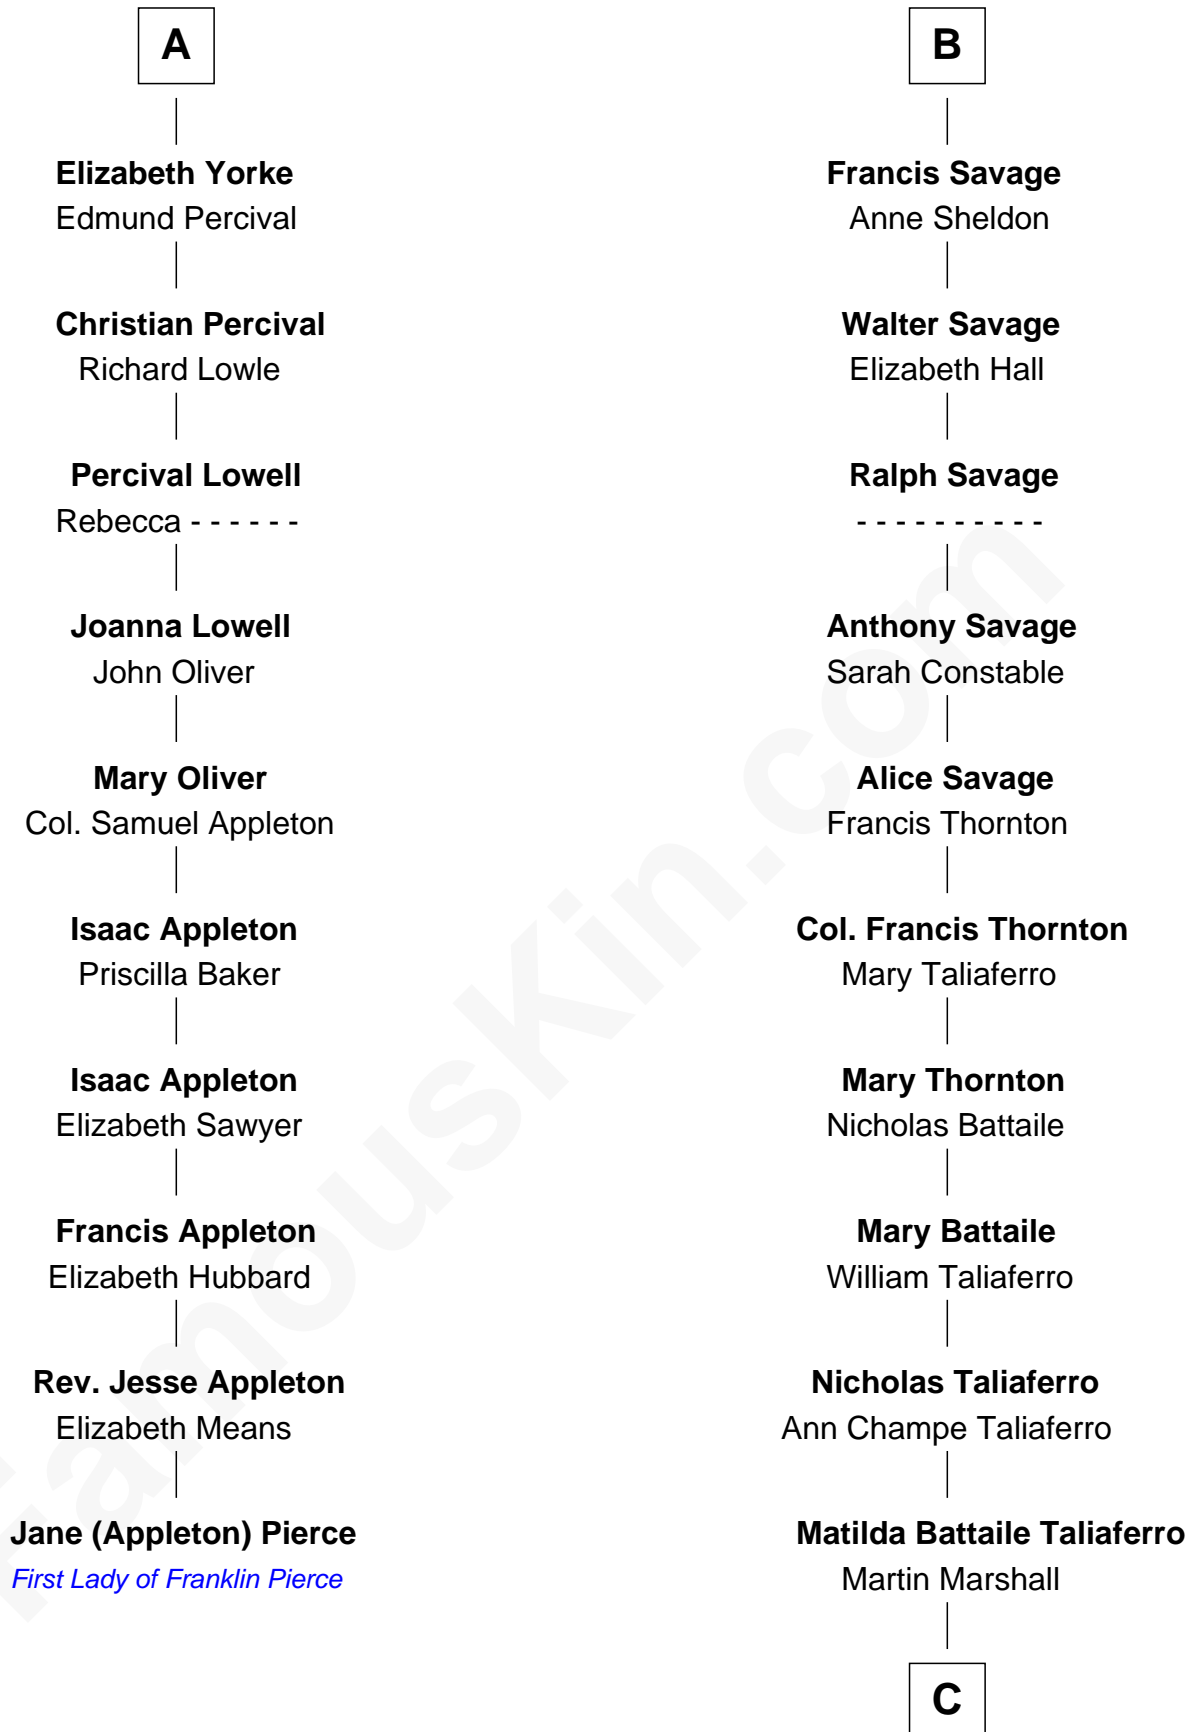 A
Elizabeth Yorke
Edmund Percival
Christian Percival
Richard Lowle
Percival Lowell
Rebecca - - - - - -
Joanna Lowell
John Oliver
Mary Oliver
Col. Samuel Appleton
Isaac Appleton
Priscilla Baker
Isaac Appleton
Elizabeth Sawyer
Francis Appleton
Elizabeth Hubbard
Rev. Jesse Appleton
Elizabeth Means
Jane (Appleton) Pierce
First Lady of Franklin Pierce
B
Francis Savage
Anne Sheldon
Walter Savage
Elizabeth Hall
Ralph Savage
- - - - - - - - - -
Anthony Savage
Sarah Constable
Alice Savage
Francis Thornton
Col. Francis Thornton
Mary Taliaferro
Mary Thornton
Nicholas Battaile
Mary Battaile
William Taliaferro
Nicholas Taliaferro
Ann Champe Taliaferro
Matilda Battaile Taliaferro
Martin Marshall
C
FamousKin.com